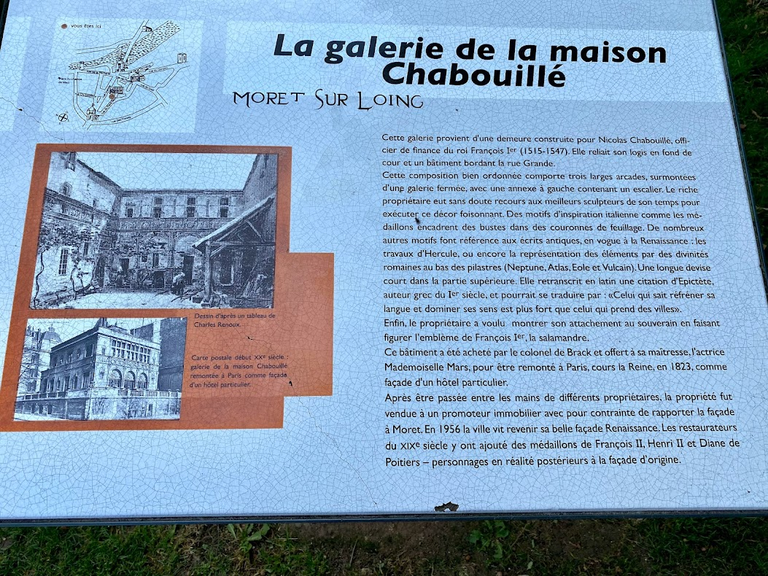 VOUS ÊTES ICI
La galerie de la maison
Chabouillé
MORET SUR LOING
Cette galerie provient d'une demeure construite pour Nicolas Chabouillé, offi-
cier de finance du roi François Ier (1515-1547). Elle reliait son logis en fond de
cour et un bâtiment bordant la rue Grande.
Cette composition bien ordonnée comporte trois larges arcades, surmontées
d'une galerie fermée, avec une annexe à gauche contenant un escalier. Le riche
propriétaire eut sans doute recours aux meilleurs sculpteurs de son temps pour
exécuter ce décor foisonnant. Des motifs d'inspiration italienne comme les mé-
daillons encadrent des bustes dans des couronnes de feuillage. De nombreux
autres motifs font référence aux écrits antiques, en vogue à la Renaissance : les
travaux d'Hercule, ou encore la représentation des éléments par des divinités
romaines au bas des pilastres (Neptune, Atlas, Eole et Vulcain). Une longue devise
court dans la partie supérieure. Elle retranscrit en latin une citation d'Epictète,
auteur grec du Ier siècle, et pourrait se traduire par : «Celui qui sait réfréner sa
langue et dominer ses sens est plus fort que celui qui prend des villes».
Enfin, le propriétaire a voulu montrer son attachement au souverain en faisant
figurer l'emblème de François Ier, la salamandre.
Ce bâtiment a été acheté par le colonel de Brack et offert à sa maîtresse, l'actrice
Mademoiselle Mars, pour être remonté à Paris, cours la Reine, en 1823, comme
façade d'un hôtel particulier.
Après être passée entre les mains de différents propriétaires, la propriété fut
vendue à un promoteur immobilier avec pour contrainte de rapporter la façade
à Moret. En 1956 la ville vit revenir sa belle façade Renaissance. Les restaurateurs
du XIXe siècle y ont ajouté des médaillons de François II, Henri II et Diane de
Poitiers – personnages en réalité postérieurs à la façade d'origine.
Dessin d'après un tableau de
Charles Renoux.
Carte postale début XXe siècle :
galerie de la maison Chabouillé
remontée à Paris comme façade
d'un hôtel particulier.